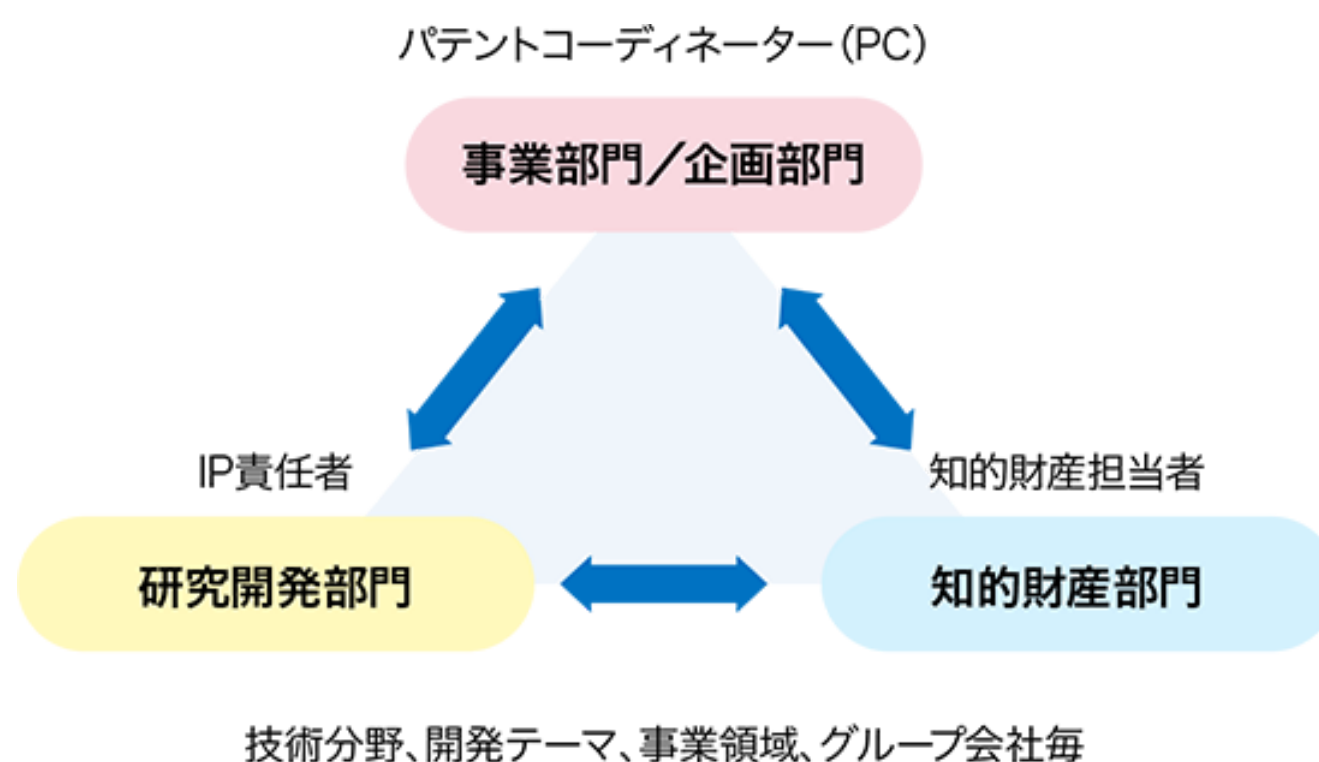 パテントコーディネーター(PC)
事業部門／企画部門
IP責任者
知的財産担当者
研究開発部門
知的財産部門
技術分野、開発テーマ、事業領域、グループ会社毎